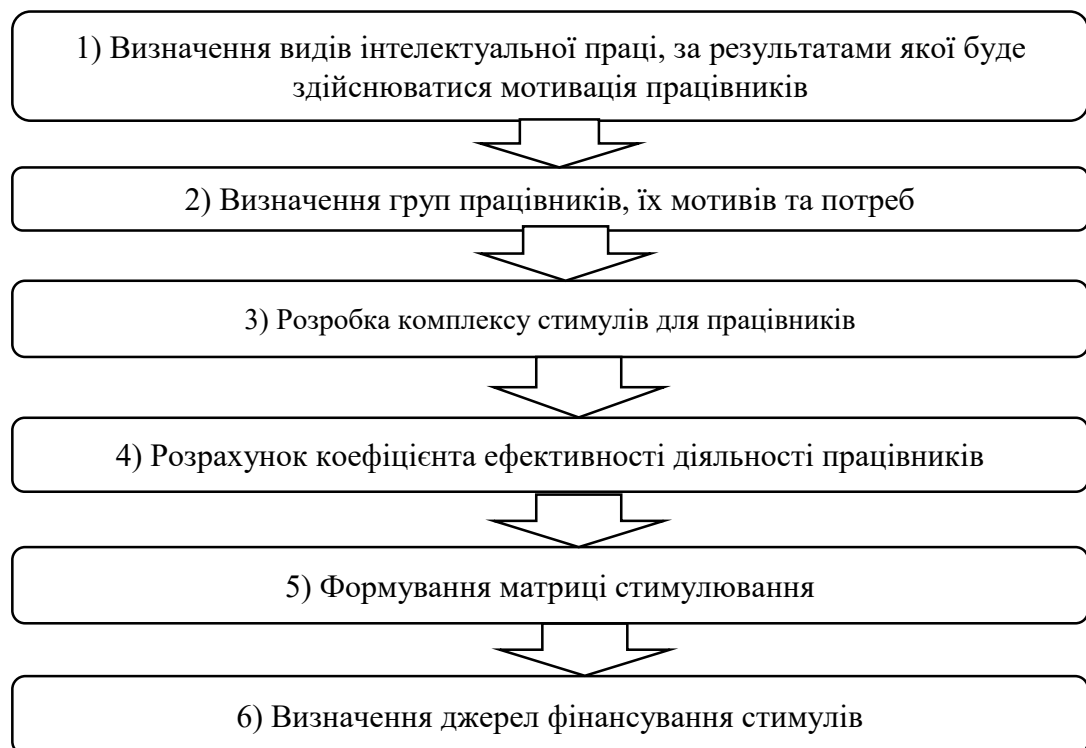 1) Визначення видів інтелектуальної праці, за результатами якої буде
здійснюватися мотивація працівників
2) Визначення груп працівників, їх мотивів та потреб
3) Розробка комплексу стимулів для працівників
4) Розрахунок коефіцієнта ефективності діяльності працівників
5) Формування матриці стимулювання
6) Визначення джерел фінансування стимулів